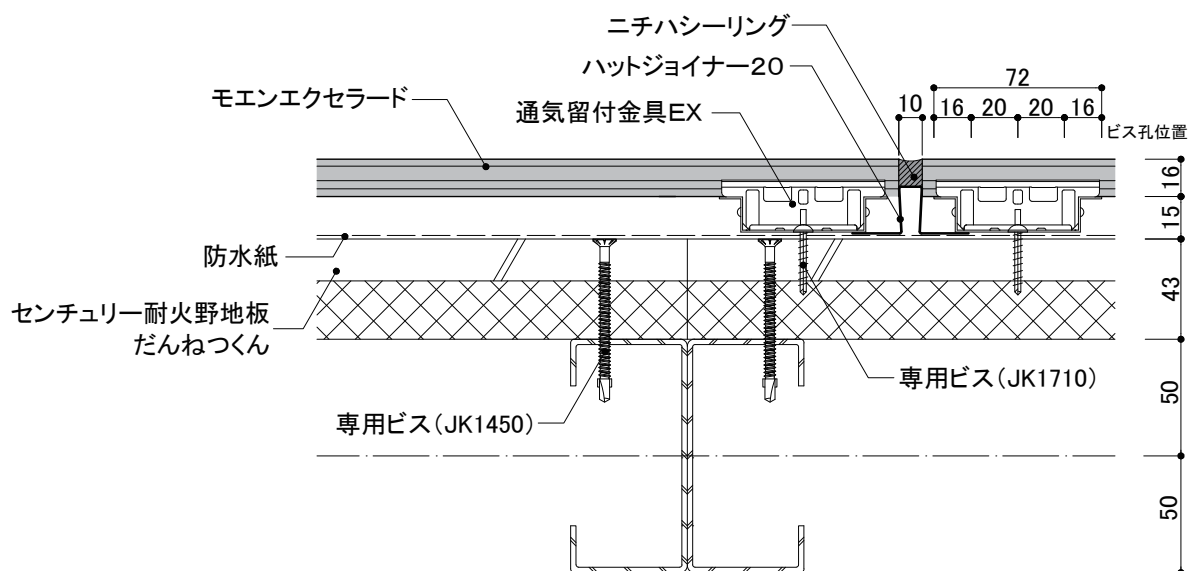 ニチハシーリング
ハットジョイナー20
モエンエクセラード
通気留付金具EX
72
10
16 20 20 16
ビス孔位置
16
15
防水紙
43
センチュリー耐火野地板
だんねつくん
専用ビス(JK1710)
50
専用ビス(JK1450)
50